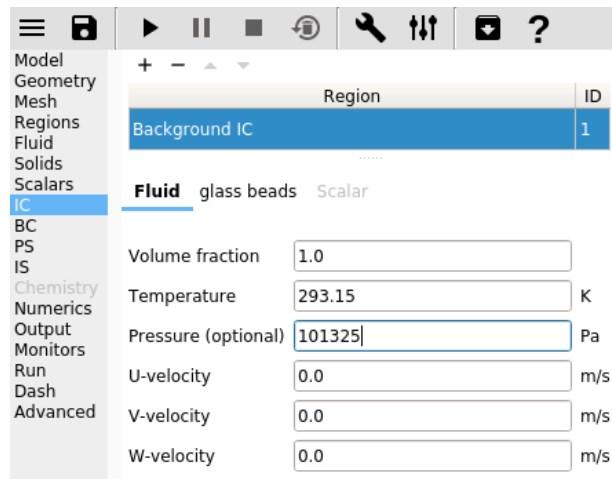 Model
Geometry
Mesh
Regions
Fluid
Solids
Scalars
IC
BC
PS
IS
Chemistry
Numerics
Output
Monitors
Run
Dash
Advanced
Region ID
Background IC 1
Fluid glass beads Scalar
Volume fraction 1.0
Temperature 293.15 K
Pressure (optional) 101325 Pa
U-velocity 0.0 m/s
V-velocity 0.0 m/s
W-velocity 0.0 m/s